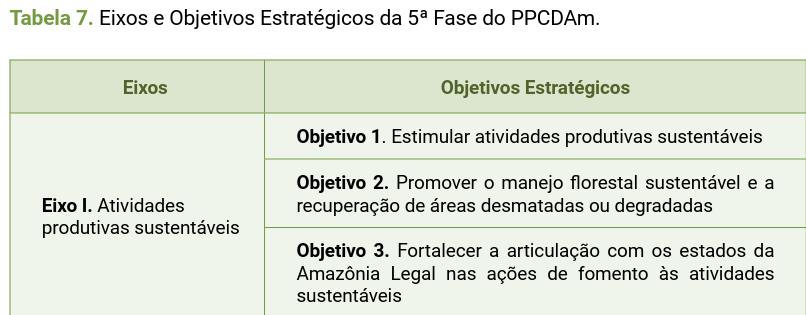 Tabela 7. Eixos e Objetivos Estratégicos da 5ª Fase do PPCDAm.
Eixos
Objetivos Estratégicos
Eixo I. Atividades
produtivas sustentáveis
Objetivo 1. Estimular atividades produtivas sustentáveis
Objetivo 2. Promover o manejo florestal sustentável e a
recuperação de áreas desmatadas ou degradadas
Objetivo 3. Fortalecer a articulação com os estados da
Amazônia Legal nas ações de fomento às atividades
sustentáveis